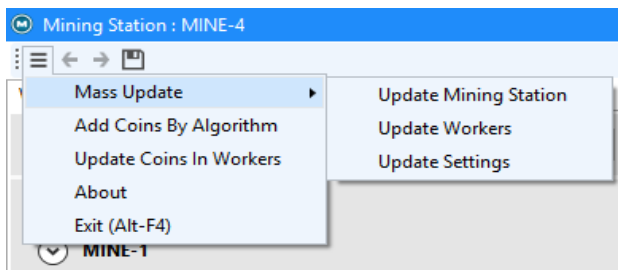 Mining Station : MINE-4
Mass Update
Update Mining Station
Add Coins By Algorithm
Update Workers
Update Coins In Workers
Update Settings
About
Exit (Alt-F4)
MINE-1